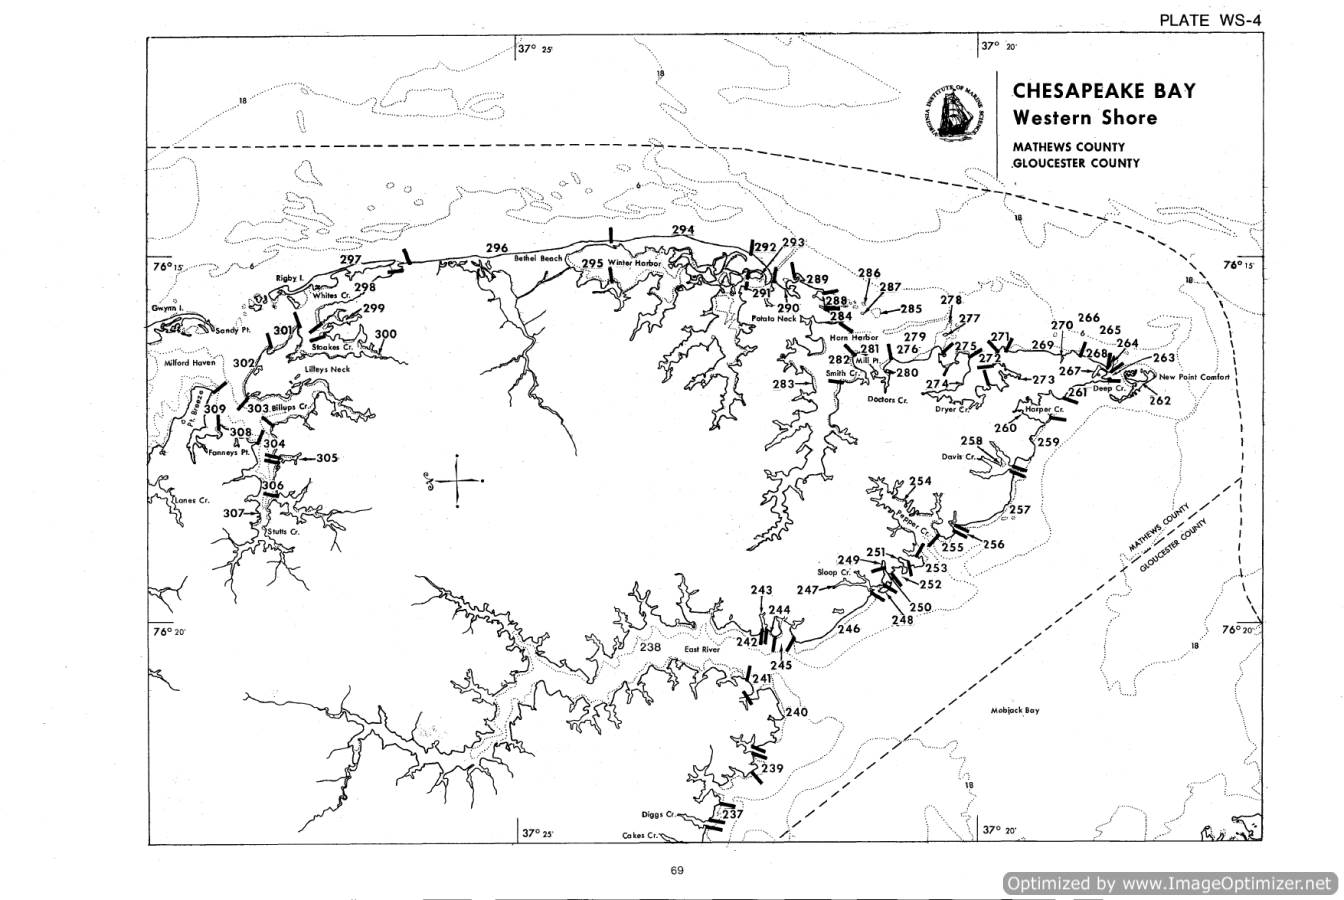 PLATE WS-4
37° 25'
37° 20'
18
18
VIRGINIA INSTITUTE OF MARINE SCIENCE
CHESAPEAKE BAY
Western Shore
MATHEWS COUNTY
GLOUCESTER COUNTY
6
18
294
292
293
296
297
295
Bethel Beach
Winter Harbor
76° 15'
6
76° 15'
Rigby I.
298
Whites Cr.
289
286
287
18
291
288
285
278
Gwynn I.
299
290
284
277
266
Sandy Pt.
301
300
Potato Neck
270
265
Stoakes Cr.
Horn Harbor
279
275
271
269
6
264
Milford Haven
302
282
281
276
272
268
263
Lilleys Neck
Mill Pt.
280
267
New Point Comfort
283
Smith Cr.
274
273
Deep Cr.
Pt. Breeze
309
303
Billups Cr.
Doctors Cr.
Dryer Cr.
Harper Cr.
261
262
308
260
304
Fanneys Pt.
258
259
305
Davis Cr.
N
306
254
Lanes Cr.
307
257
Stutts Cr.
Pepper Cr.
MATHEWS COUNTY
GLOUCESTER COUNTY
255
256
251
249
253
Sloop Cr.
252
247
250
243
248
244
76° 20'
246
76° 20'
242
238
East River
245
18
241
240
Mobjack Bay
239
18
237
Diggs Cr.
37° 25'
37° 20'
Cakes Cr.
69
Optimized by www.ImageOptimizer.net